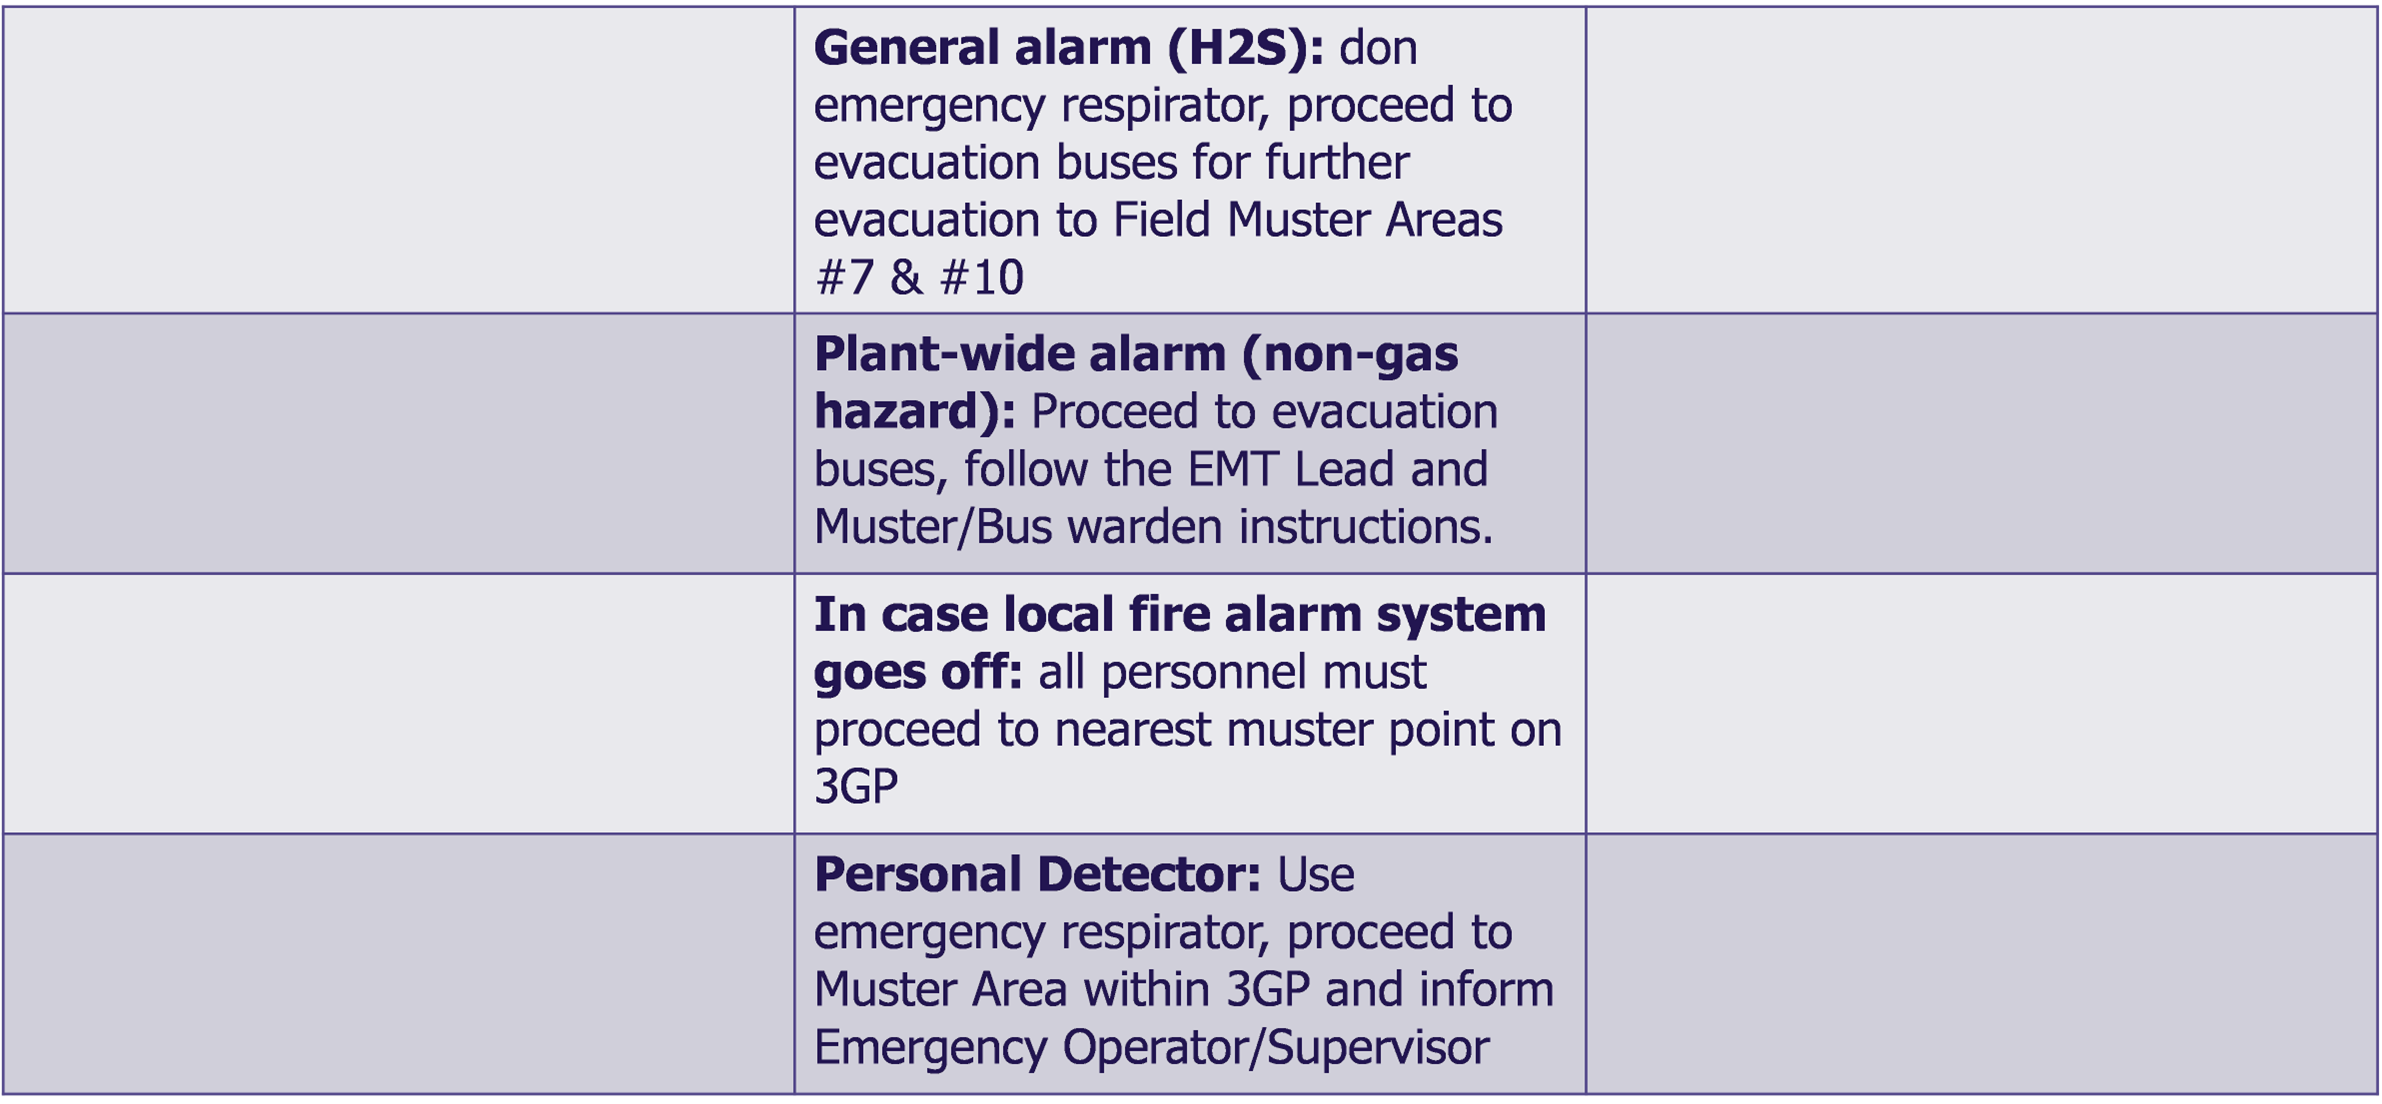 General alarm (H2S): don
emergency respirator, proceed to
evacuation buses for further
evacuation to Field Muster Areas
#7 & #10
Plant-wide alarm (non-gas
hazard): Proceed to evacuation
buses, follow the EMT Lead and
Muster/Bus warden instructions.
In case local fire alarm system
goes off: all personnel must
proceed to nearest muster point on
3GP
Personal Detector: Use
emergency respirator, proceed to
Muster Area within 3GP and inform
Emergency Operator/Supervisor